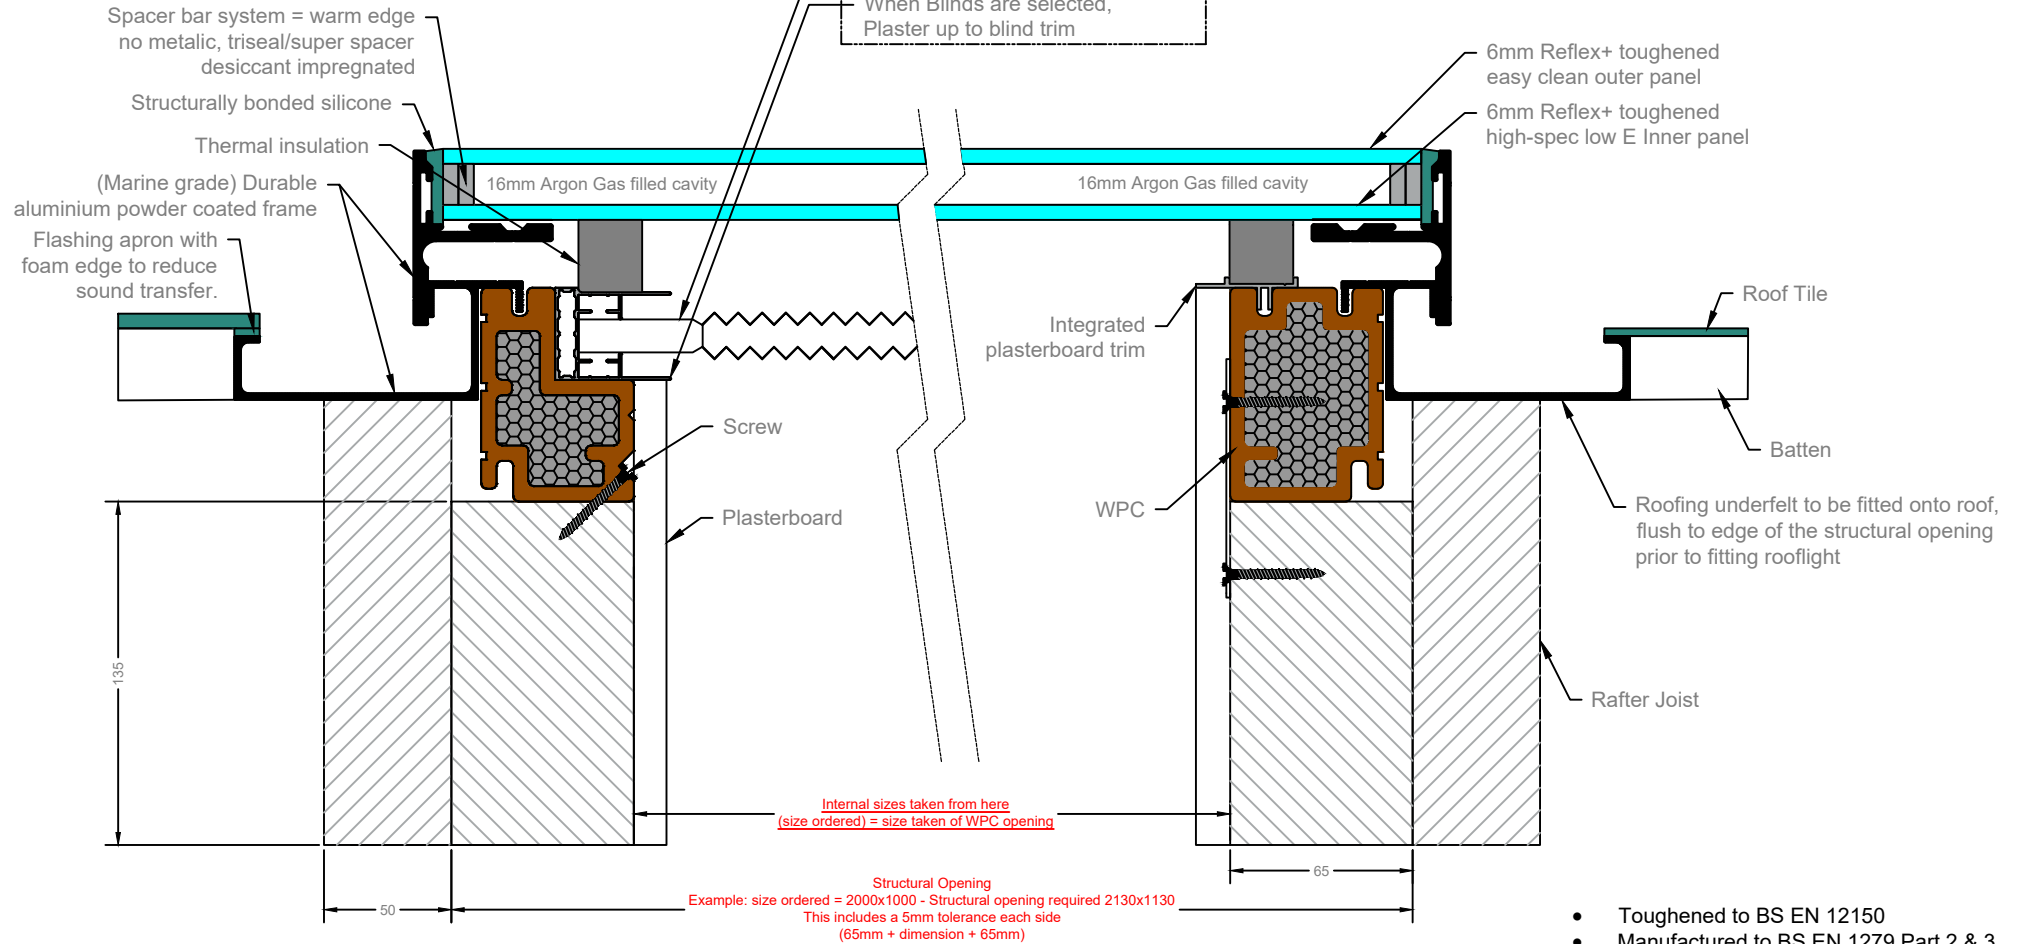 When Blinds are selected,
Plaster up to blind trim
Spacer bar system = warm edge
no metalic, triseal/super spacer
desiccant impregnated
Structurally bonded silicone
Thermal insulation
(Marine grade) Durable
aluminium powder coated frame
Flashing apron with
foam edge to reduce
sound transfer.
16mm Argon Gas filled cavity
16mm Argon Gas filled cavity
6mm Reflex+ toughened
easy clean outer panel
6mm Reflex+ toughened
high-spec low E Inner panel
Roof Tile
Integrated
plasterboard trim
Screw
Batten
Plasterboard
WPC
Roofing underfelt to be fitted onto roof,
flush to edge of the structural opening
prior to fitting rooflight
135
Rafter Joist
Internal sizes taken from here
(size ordered) = size taken of WPC opening
65
50
Structural Opening
Example: size ordered = 2000x1000 - Structural opening required 2130x1130
This includes a 5mm tolerance each side
(65mm + dimension + 65mm)
• Toughened to BS EN 12150
• Manufactured to BS EN 1279 Part 2 & 3